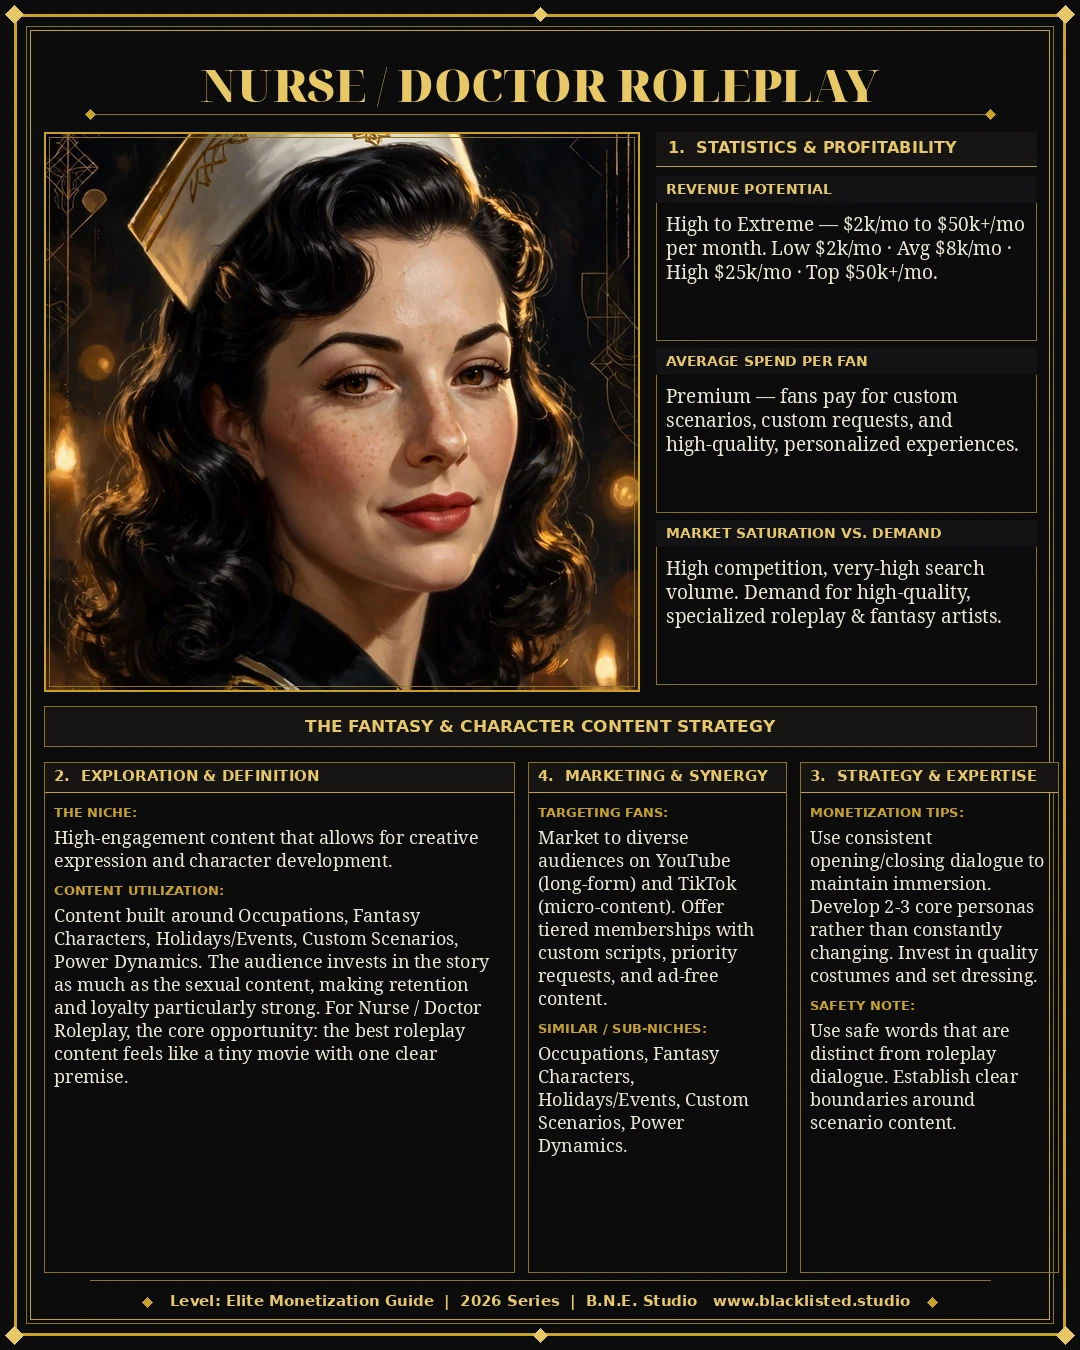 NURSE / DOCTOR ROLEPLAY
1. STATISTICS & PROFITABILITY
REVENUE POTENTIAL
High to Extreme — $2k/mo to $50k+/mo
per month. Low $2k/mo · Avg $8k/mo ·
High $25k/mo · Top $50k+/mo.
AVERAGE SPEND PER FAN
Premium — fans pay for custom
scenarios, custom requests, and
high-quality, personalized experiences.
MARKET SATURATION VS. DEMAND
High competition, very-high search
volume. Demand for high-quality,
specialized roleplay & fantasy artists.
THE FANTASY & CHARACTER CONTENT STRATEGY
2. EXPLORATION & DEFINITION
THE NICHE:
High-engagement content that allows for creative
expression and character development.
CONTENT UTILIZATION:
Content built around Occupations, Fantasy
Characters, Holidays/Events, Custom Scenarios,
Power Dynamics. The audience invests in the story
as much as the sexual content, making retention
and loyalty particularly strong. For Nurse / Doctor
Roleplay, the core opportunity: the best roleplay
content feels like a tiny movie with one clear
premise.
4. MARKETING & SYNERGY
TARGETING FANS:
Market to diverse
audiences on YouTube
(long-form) and TikTok
(micro-content). Offer
tiered memberships with
custom scripts, priority
requests, and ad-free
content.
SIMILAR / SUB-NICHES:
Occupations, Fantasy
Characters,
Holidays/Events, Custom
Scenarios, Power
Dynamics.
3. STRATEGY & EXPERTISE
MONETIZATION TIPS:
Use consistent
opening/closing dialogue to
maintain immersion.
Develop 2-3 core personas
rather than constantly
changing. Invest in quality
costumes and set dressing.
SAFETY NOTE:
Use safe words that are
distinct from roleplay
dialogue. Establish clear
boundaries around
scenario content.
Level: Elite Monetization Guide | 2026 Series | B.N.E. Studio www.blacklisted.studio